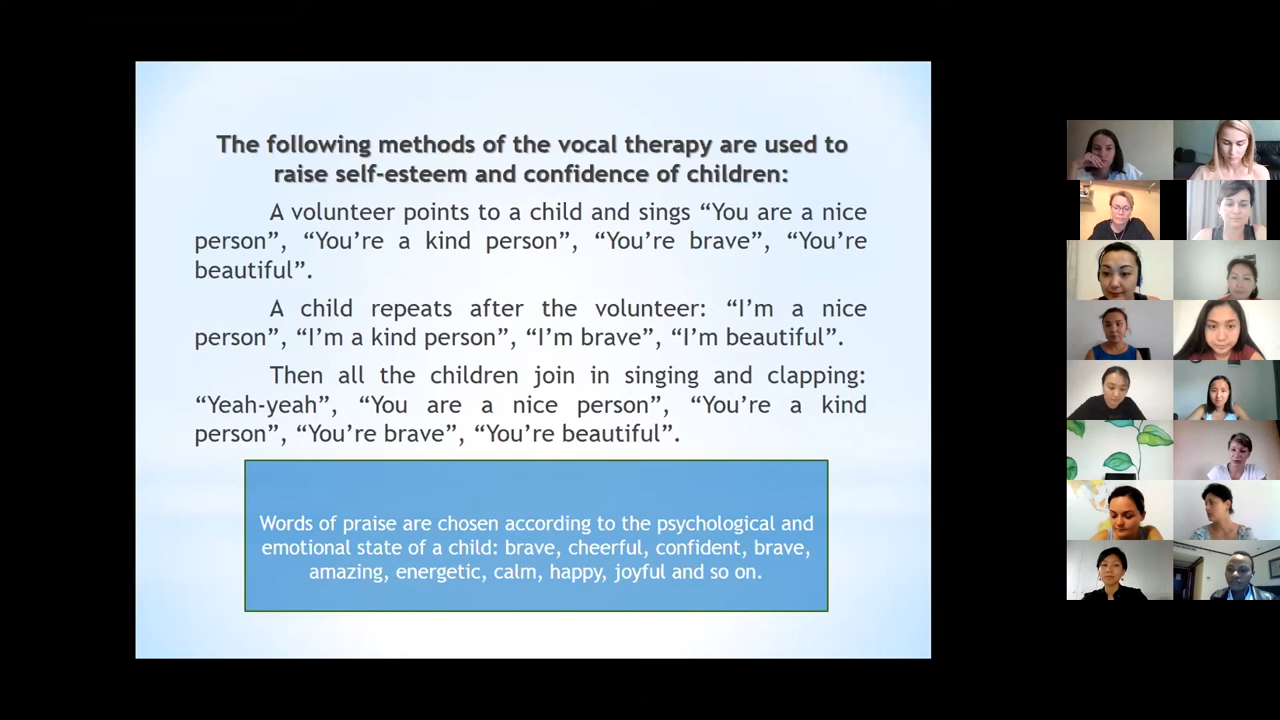 The following methods of the vocal therapy are used to
raise self-esteem and confidence of children:
A volunteer points to a child and sings “You are a nice
person”, “You’re a kind person”, “You’re brave”, “You’re
beautiful”.
A child repeats after the volunteer: “I’m a nice
person”, “I’m a kind person”, “I’m brave”, “I’m beautiful”.
Then all the children join in singing and clapping:
“Yeah-yeah”, “You are a nice person”, “You’re a kind
person”, “You’re brave”, “You’re beautiful”.
Words of praise are chosen according to the psychological and
emotional state of a child: brave, cheerful, confident, brave,
amazing, energetic, calm, happy, joyful and so on.